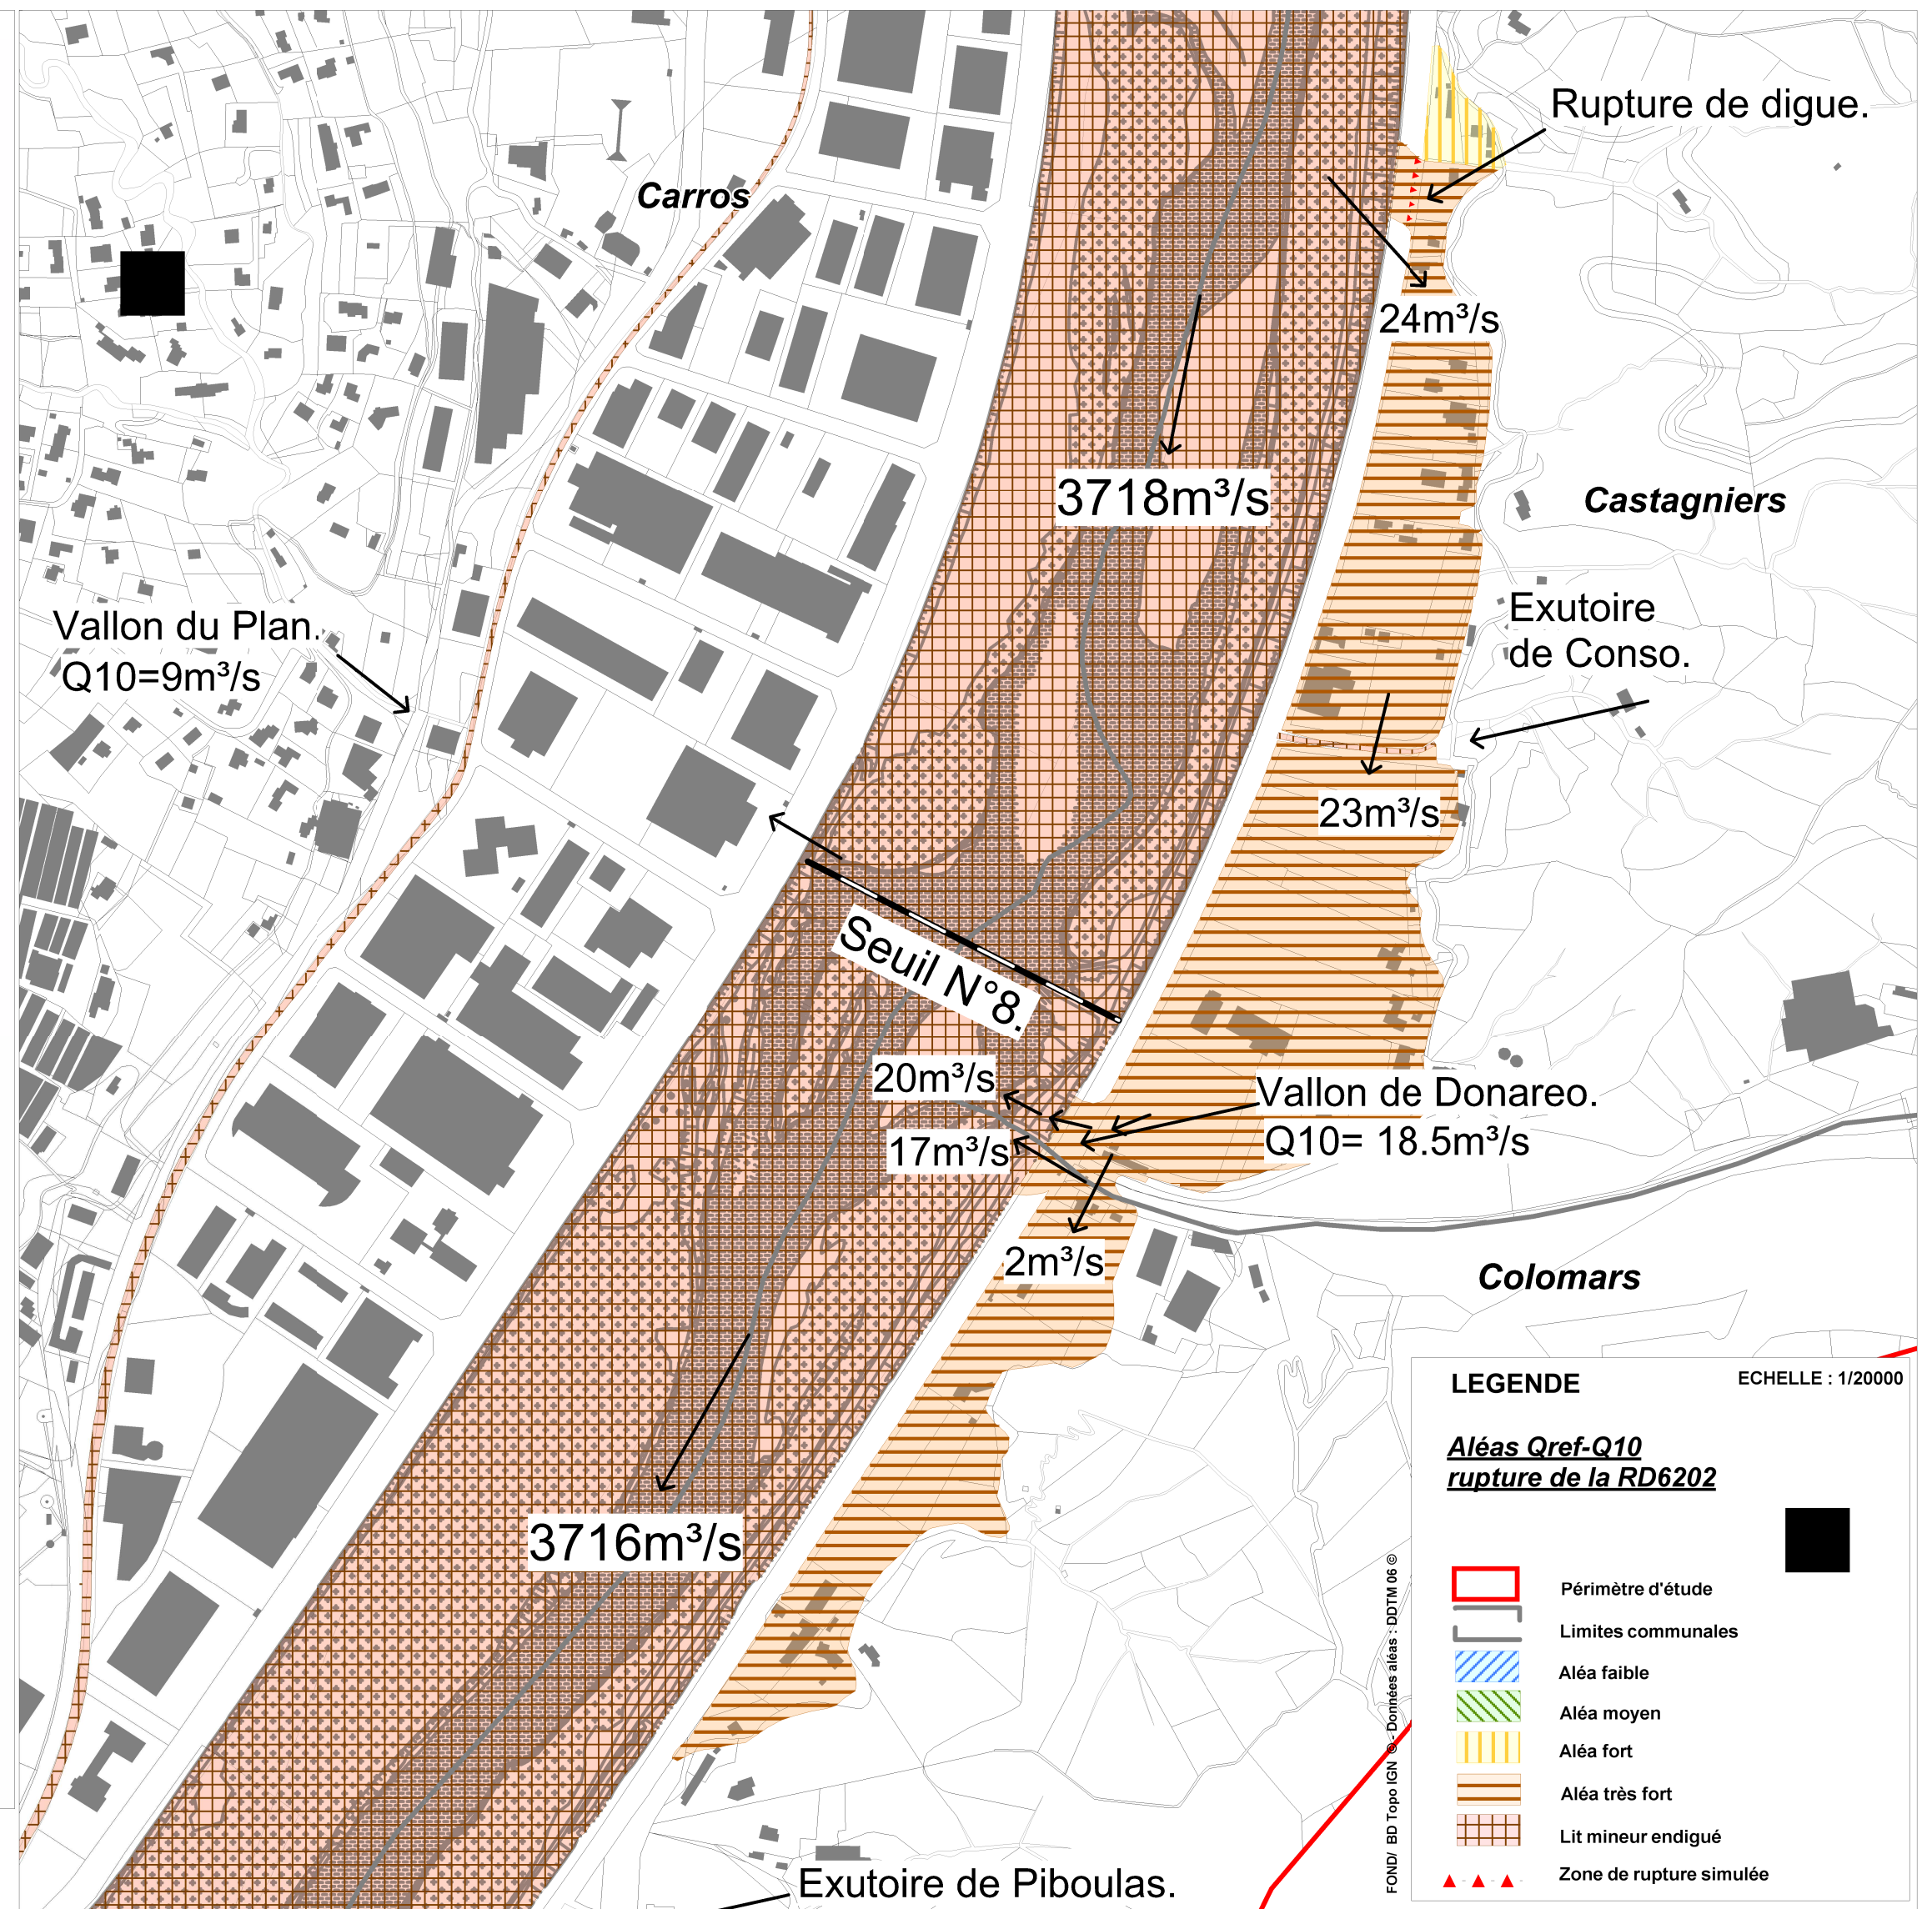 Rupture de digue.
Carros
24m³/s
3718m³/s
Castagniers
Exutoire
de Conso.
Vallon du Plan.
Q10=9m³/s
23m³/s
Seuil N°8.
20m³/s
Vallon de Donareo.
Q10= 18.5m³/s
17m³/s
2m³/s
Colomars
3716m³/s
Exutoire de Piboulas.
LEGENDE
ECHELLE : 1/20000
Aléas Qref-Q10
rupture de la RD6202
Périmètre d'étude
Limites communales
Aléa faible
Aléa moyen
Aléa fort
Aléa très fort
Lit mineur endigué
Zone de rupture simulée
FOND/ BD Topo IGN © - Données aléas : DDTM 06 ©